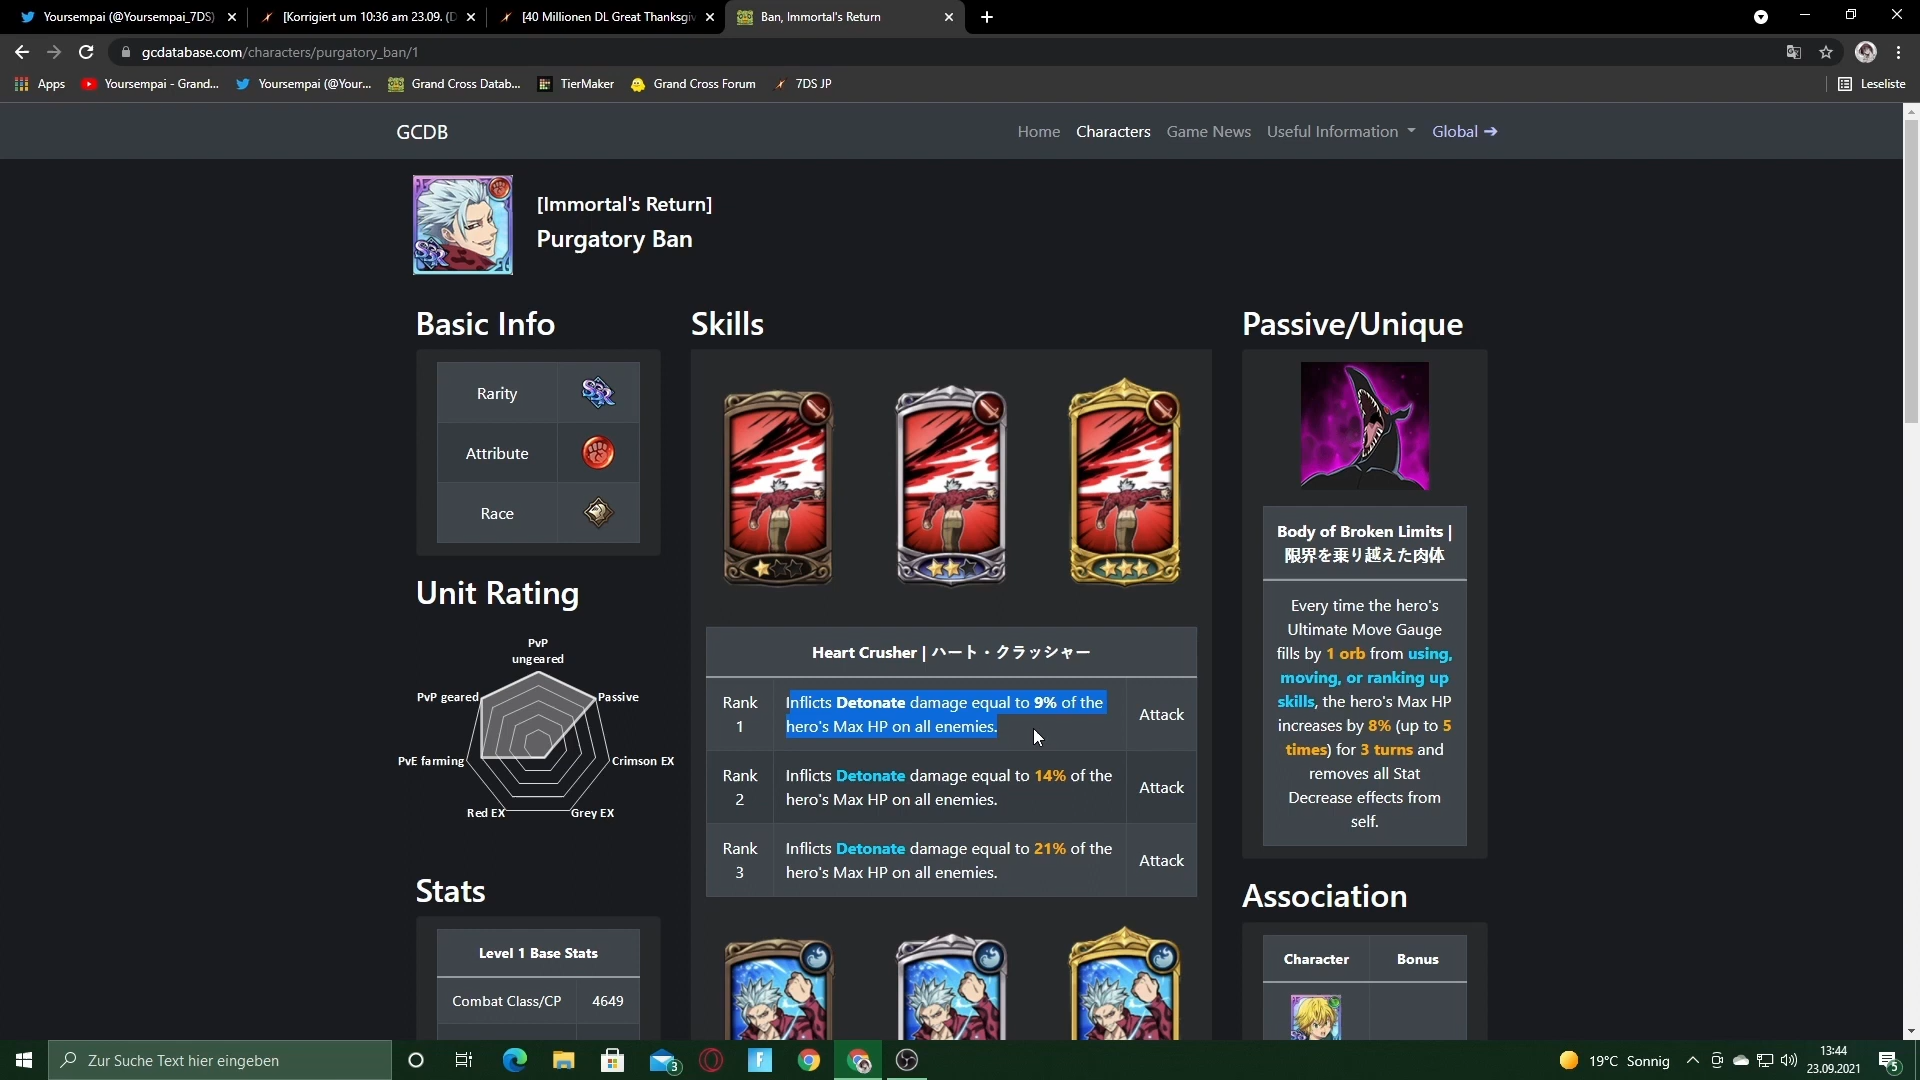 Yoursempai (@Yoursempai_7DS)
[Korrigiert um 10:36 am 23.09. (D
[40 Millionen DL Great Thanksgiv
Ban, Immortal's Return
gcdatabase.com/characters/purgatory_ban/1
Apps
Yoursempai - Grand...
Yoursempai (@Your...
Grand Cross Datab...
TierMaker
Grand Cross Forum
7DS JP
Leseliste
GCDB
Home
Characters
Game News
Useful Information
Global ➔
[Immortal's Return]
Purgatory Ban
SSR
Basic Info
Rarity
SSR
Attribute
Race
Unit Rating
PvP
ungeared
PvP geared
Passive
PvE farming
Crimson EX
Red EX
Grey EX
Stats
Level 1 Base Stats
Combat Class/CP 4649
Skills
Heart Crusher | ハート・クラッシャー
Rank
1
Inflicts Detonate damage equal to 9% of the
hero's Max HP on all enemies.
Attack
Rank
2
Inflicts Detonate damage equal to 14% of the
hero's Max HP on all enemies.
Attack
Rank
3
Inflicts Detonate damage equal to 21% of the
hero's Max HP on all enemies.
Attack
Passive/Unique
Body of Broken Limits |
限界を乗り越えた肉体
Every time the hero's
Ultimate Move Gauge
fills by 1 orb from using,
moving, or ranking up
skills, the hero's Max HP
increases by 8% (up to 5
times) for 3 turns and
removes all Stat
Decrease effects from
self.
Association
Character Bonus
Zur Suche Text hier eingeben
3
19°C Sonnig
13:44
23.09.2021
5